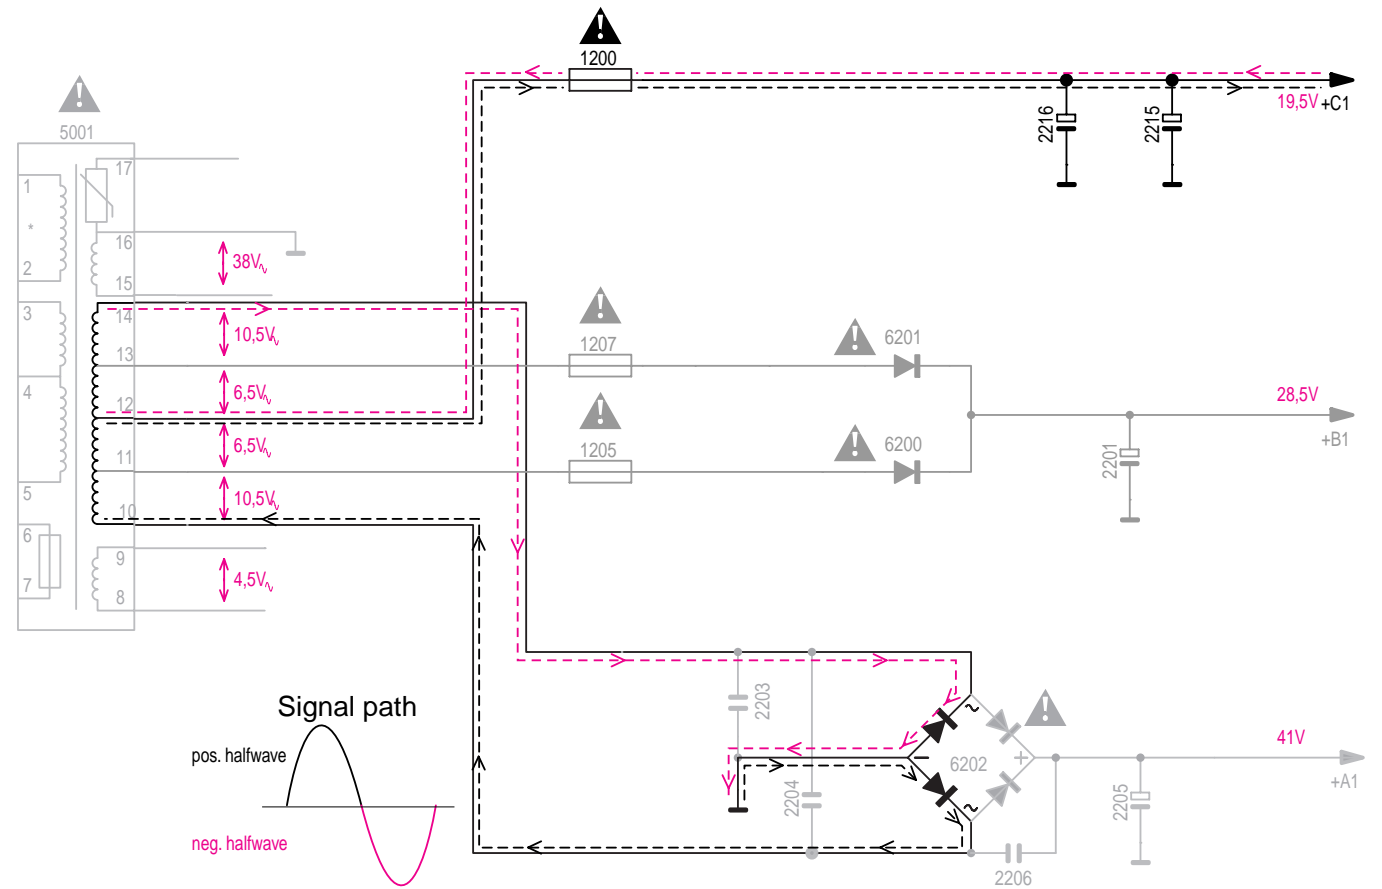 1200
19,5V
+C1
2216
2215
5001
17
1
16
38V
*
2
15
3
14
10,5V
13
1207
6201
4
6,5V
12
28,5V
+B1
6,5V
11
1205
6200
2201
5
10,5V
10
6
9
7
4,5V
8
Signal path
pos. halfwave
neg. halfwave
2203
2204
6202
~
~
–
+
2205
2206
41V
+A1
!
!
!
!
!
!
!